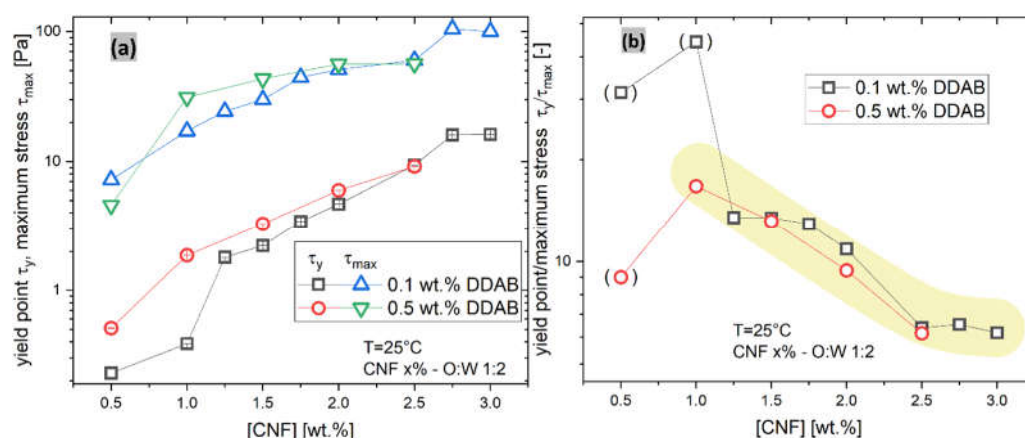 (a)
yield point τy, maximum stress τmax [Pa]
100
10
1
τy τmax
0.1 wt.% DDAB
0.5 wt.% DDAB
T=25°C
CNF x% - O:W 1:2
0.5 1.0 1.5 2.0 2.5 3.0
[CNF] [wt.%]
(b)
yield point/maximum stress τy/τmax [-]
10
( ) ( )
( )
0.1 wt.% DDAB
0.5 wt.% DDAB
T=25°C
CNF x% - O:W 1:2
0.5 1.0 1.5 2.0 2.5 3.0
[CNF] [wt.%]